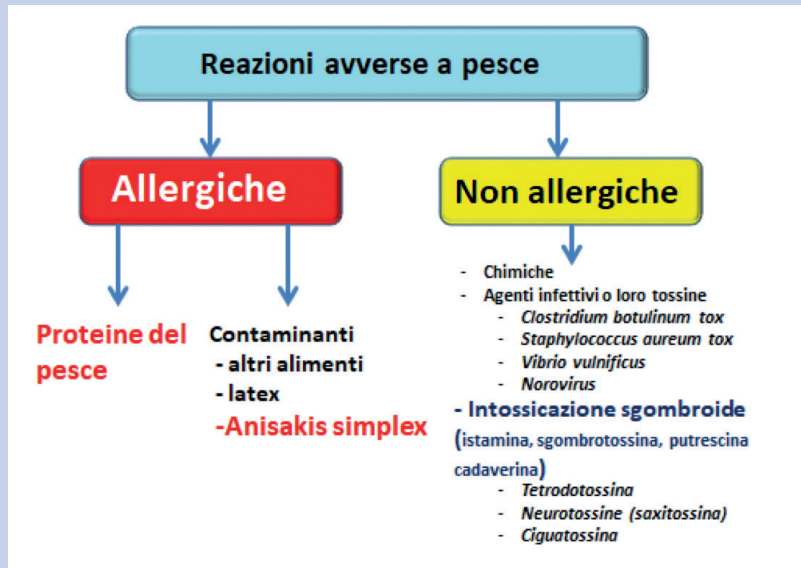 Reazioni avverse a pesce
Allergiche
Non allergiche
Proteine del
pesce
Contaminanti
- altri alimenti
- latex
-Anisakis simplex
- Chimiche
- Agenti infettivi o loro tossine
- Clostridium botulinum tox
- Staphylococcus aureum tox
- Vibrio vulnificus
- Norovirus
- Intossicazione sgombroide
(istamina, sgombrotossina, putrescina
cadaverina)
- Tetrodotossina
- Neurotossine (saxitossina)
- Ciguatossina